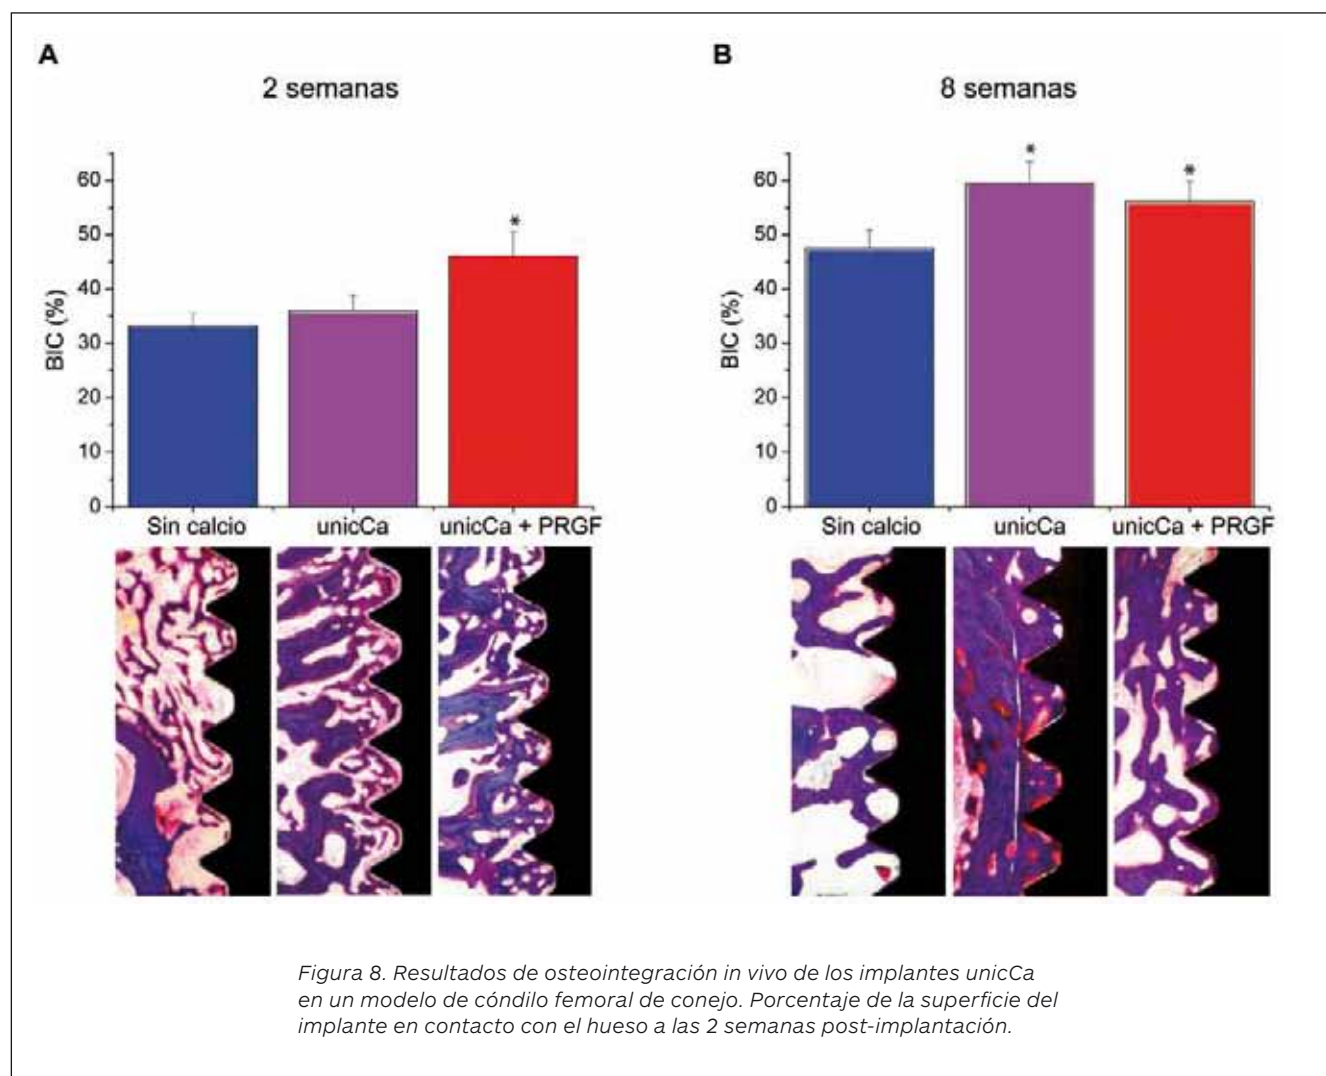 A
2 semanas
BIC (%)
60
50
40
30
20
10
0
*
Sin calcio
unicCa
unicCa + PRGF
B
8 semanas
BIC (%)
60
50
40
30
20
10
0
*
*
Sin calcio
unicCa
unicCa + PRGF
Figura 8. Resultados de osteointegración in vivo de los implantes unicCa
en un modelo de cóndilo femoral de conejo. Porcentaje de la superficie del
implante en contacto con el hueso a las 2 semanas post-implantación.